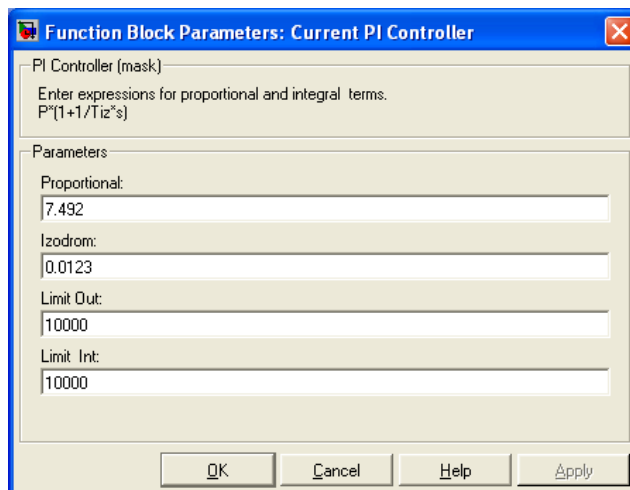 Function Block Parameters: Current PI Controller
PI Controller (mask)
Enter expressions for proportional and integral terms.
P*(1+1/Tiz*s)
Parameters
Proportional:
7.492
Izodrom:
0.0123
Limit Out:
10000
Limit Int:
10000
OK Cancel Help Apply